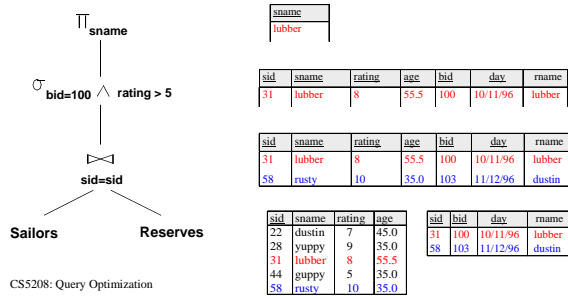 ∏ sname
sname
lubber
σ bid=100 ∧ rating > 5
sid sname rating age bid day rname
31 lubber 8 55.5 100 10/11/96 lubber
⋈
sid=sid
sid sname rating age bid day rname
31 lubber 8 55.5 100 10/11/96 lubber
58 rusty 10 35.0 103 11/12/96 dustin
Sailors
Reserves
sid sname rating age
22 dustin 7 45.0
28 yuppy 9 35.0
31 lubber 8 55.5
44 guppy 5 35.0
58 rusty 10 35.0
sid bid day rname
31 100 10/11/96 lubber
58 103 11/12/96 dustin
CS5208: Query Optimization